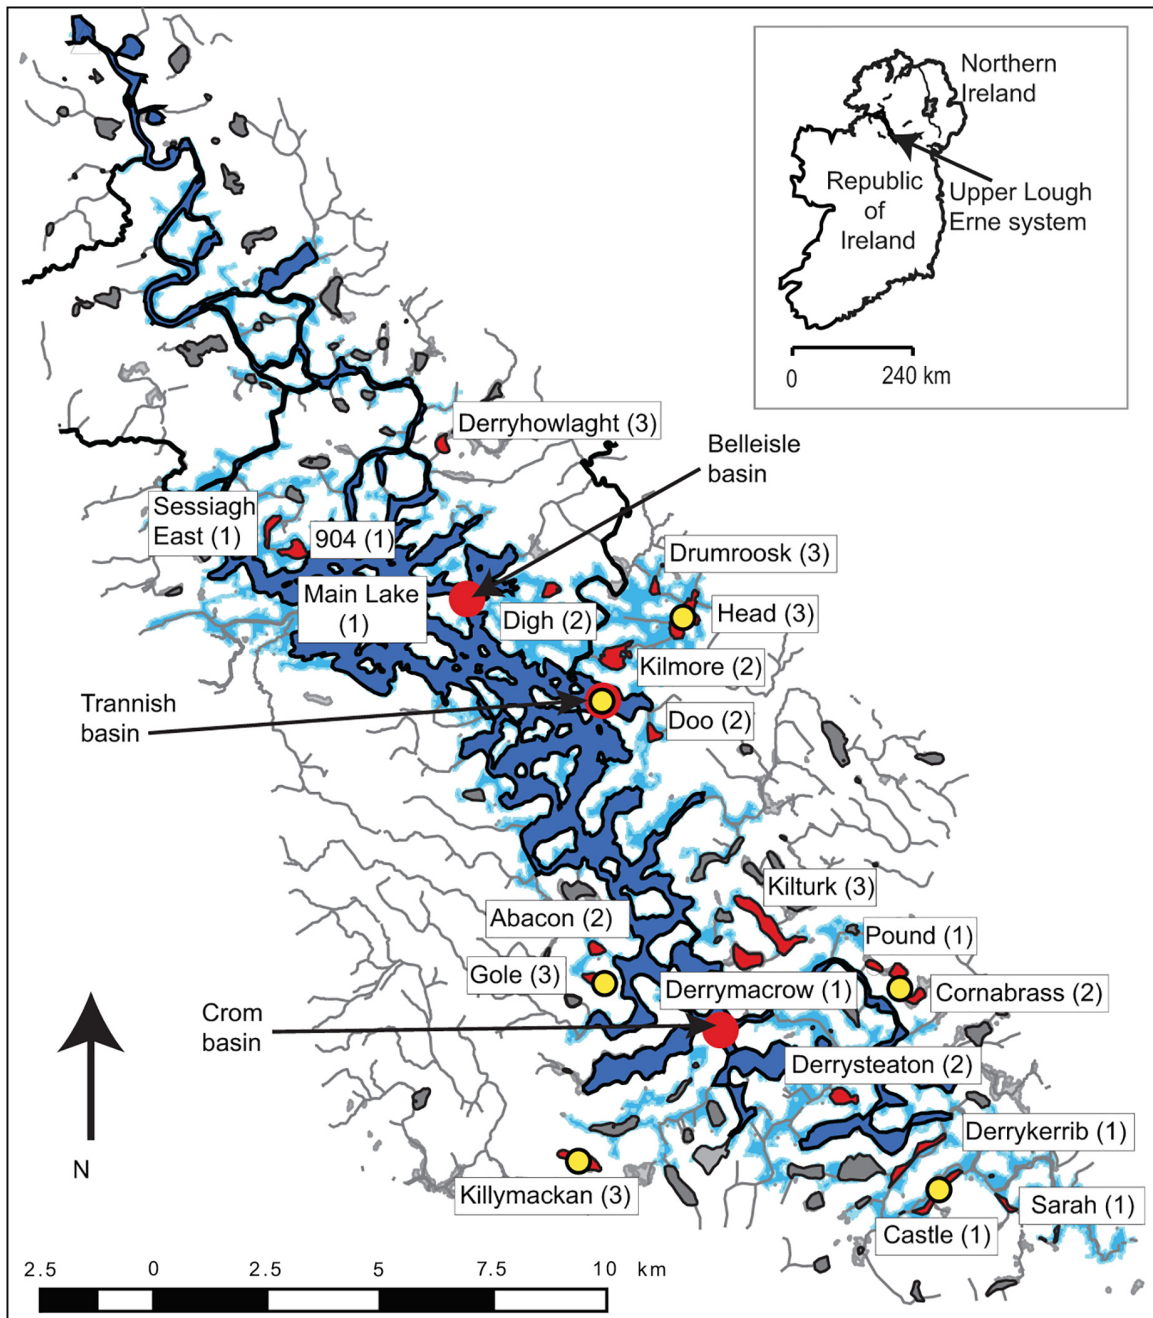 Northern
Ireland
Republic
of
Ireland
Upper Lough
Erne system
0 240 km
Derryhowlaght (3)
Belleisle
basin
Sessiagh
East (1)
904 (1)
Drumroosk (3)
Main Lake
(1)
Digh (2)
Head (3)
Kilmore (2)
Trannish
basin
Doo (2)
Kilturk (3)
Abacon (2)
Pound (1)
Gole (3)
Derrymacrow (1)
Cornabrass (2)
Crom
basin
Derrysteaton (2)
Derrykerrib (1)
N
Killymackan (3)
Sarah (1)
Castle (1)
2.5 0 2.5 5 7.5 10 km